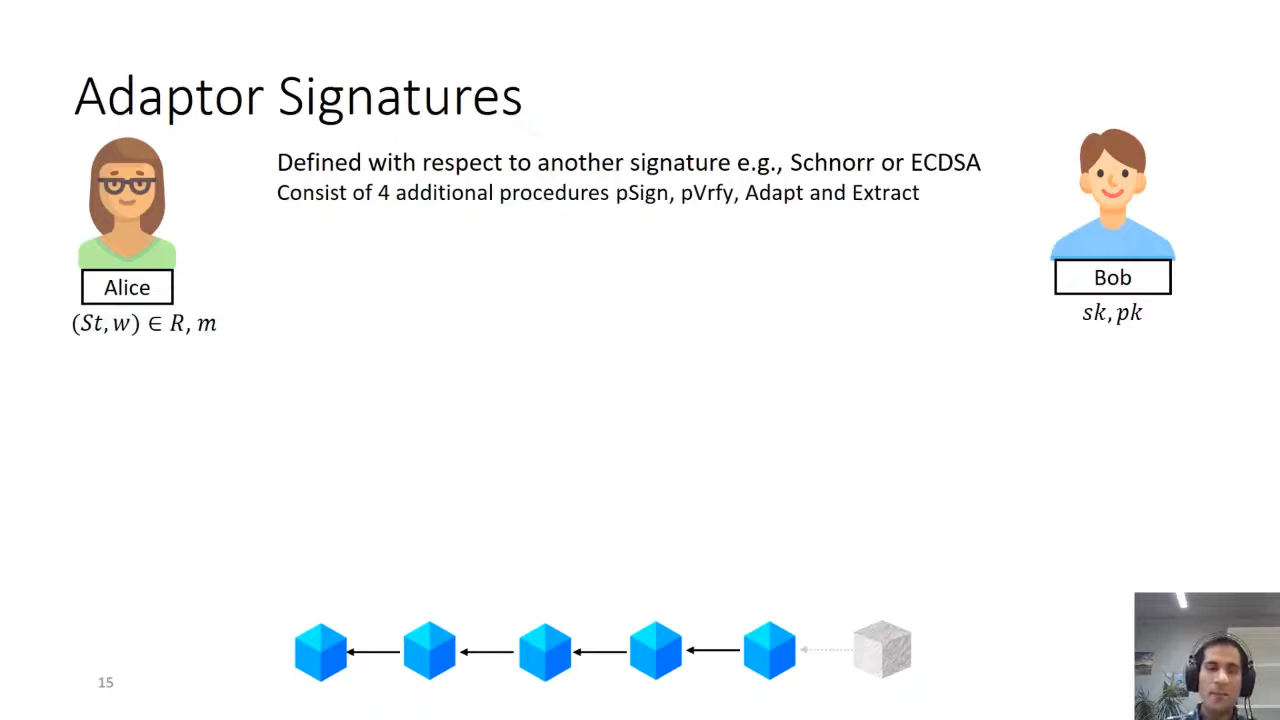 Adaptor Signatures
Defined with respect to another signature e.g., Schnorr or ECDSA
Consist of 4 additional procedures pSign, pVrfy, Adapt and Extract
Alice
(St, w) ∈ R, m
Bob
sk, pk
15